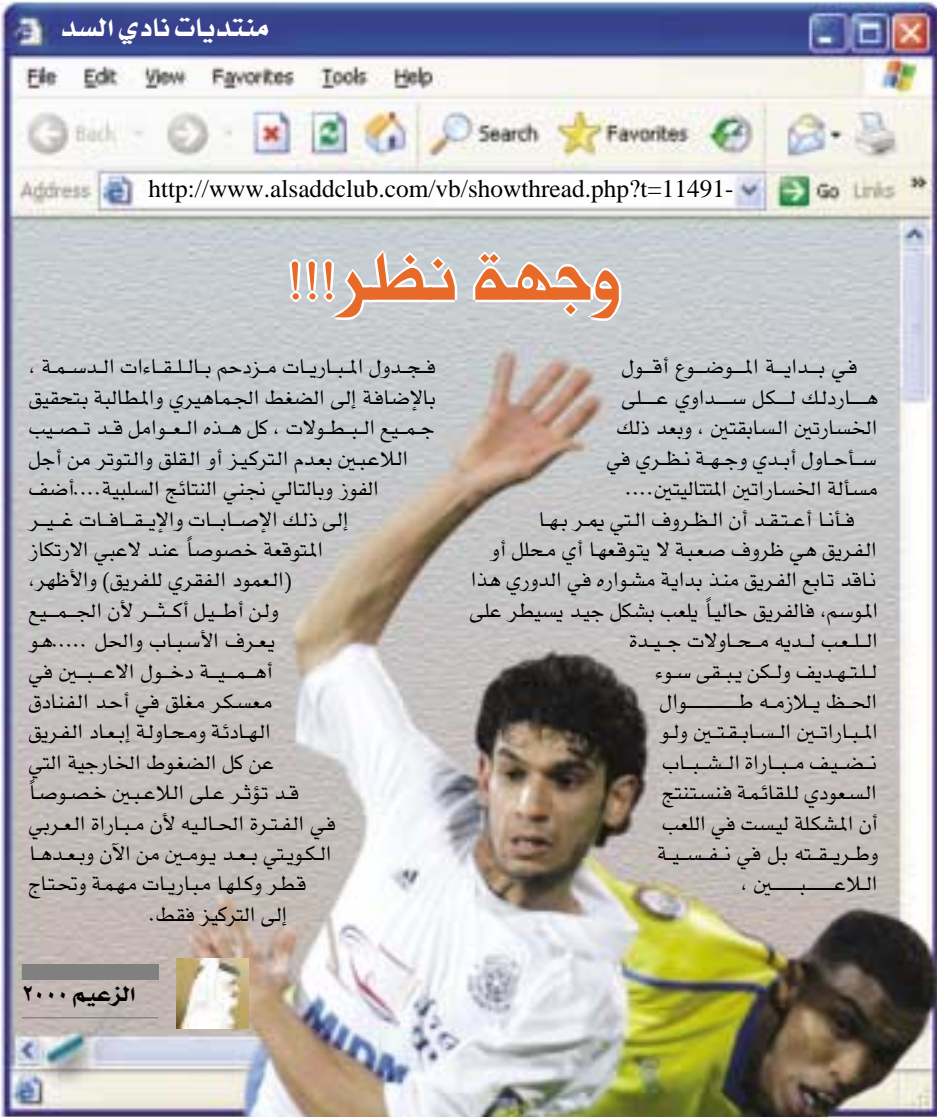 منتديات نادي السد
File Edit View Favorites Tools Help
Back Search Favorites
Address http://www.alsaddclub.com/vb/showthread.php?t=11491- Go Links »
وجهة نظر!!!
في بداية الموضوع أقول
هاردلك لكل سداوي على
الخسارتين السابقتين ، وبعد ذلك
سأحاول أبدي وجهة نظري في
مسألة الخساراتين المتتاليتين....
فأنا أعتقد أن الظروف التي يمر بها
الفريق هي ظروف صعبة لا يتوقعها أي محلل أو
ناقد تابع الفريق منذ بداية مشواره في الدوري هذا
الموسم، فالفريق حالياً يلعب بشكل جيد يسيطر على
اللعب لديه محاولات جيدة
للتهديف ولكن يبقى سوء
الحظ يلازمه طوال
المباراتين السابقتين ولو
نضيف مباراة الشباب
السعودي للقائمة فنستنتج
أن المشكلة ليست في اللعب
وطريقته بل في نفسية
اللاعبين ،
فجدول المباريات مزدحم باللقاءات الدسمة ،
بالإضافة إلى الضغط الجماهيري والمطالبة بتحقيق
جميع البطولات ، كل هذه العوامل قد تصيب
اللاعبين بعدم التركيز أو القلق والتوتر من أجل
الفوز وبالتالي نجني النتائج السلبية....أضف
إلى ذلك الإصابات والإيقافات غير
المتوقعة خصوصاً عند لاعبي الارتكاز
(العمود الفقري للفريق) والأظهر،
ولن أطيل أكثر لأن الجميع
يعرف الأسباب والحل .....هو
أهمية دخول الاعبين في
معسكر مغلق في أحد الفنادق
الهادئة ومحاولة إبعاد الفريق
عن كل الضغوط الخارجية التي
قد تؤثر على اللاعبين خصوصاً
في الفترة الحاليه لأن مباراة العربي
الكويتي بعد يومين من الآن وبعدها
قطر وكلها مباريات مهمة وتحتاج
إلى التركيز فقط.
الزعيم ٢٠٠٠